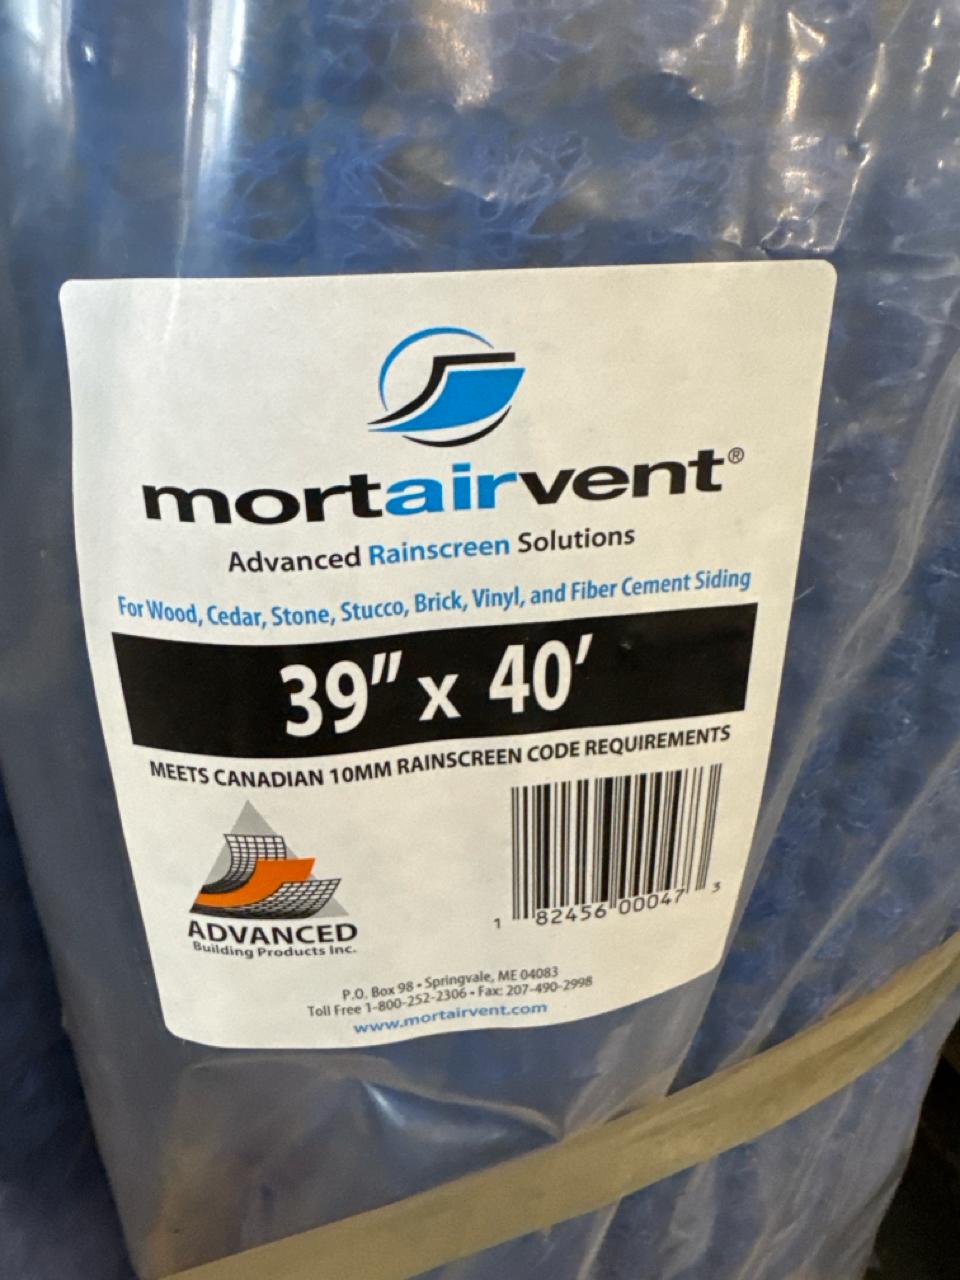 mortairvent®
Advanced Rainscreen Solutions
For Wood, Cedar, Stone, Stucco, Brick, Vinyl, and Fiber Cement Siding
39" x 40'
MEETS CANADIAN 10MM RAINSCREEN CODE REQUIREMENTS
1 82456 00047 3
ADVANCED
Building Products Inc.
P.O. Box 98 • Springvale, ME 04083
Toll Free 1-800-252-2306 • Fax: 207-490-2998
www.mortairvent.com